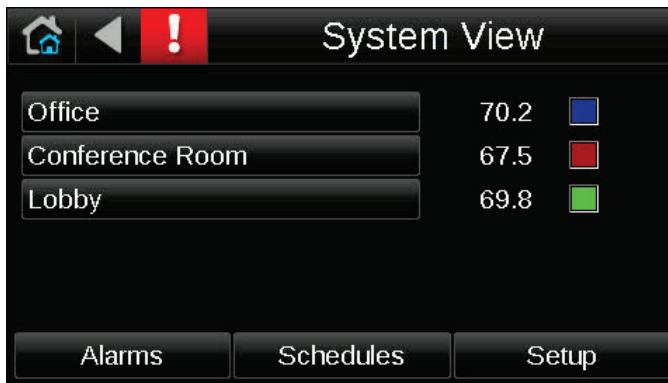 ! System View
Office 70.2
Conference Room 67.5
Lobby 69.8
Alarms Schedules Setup